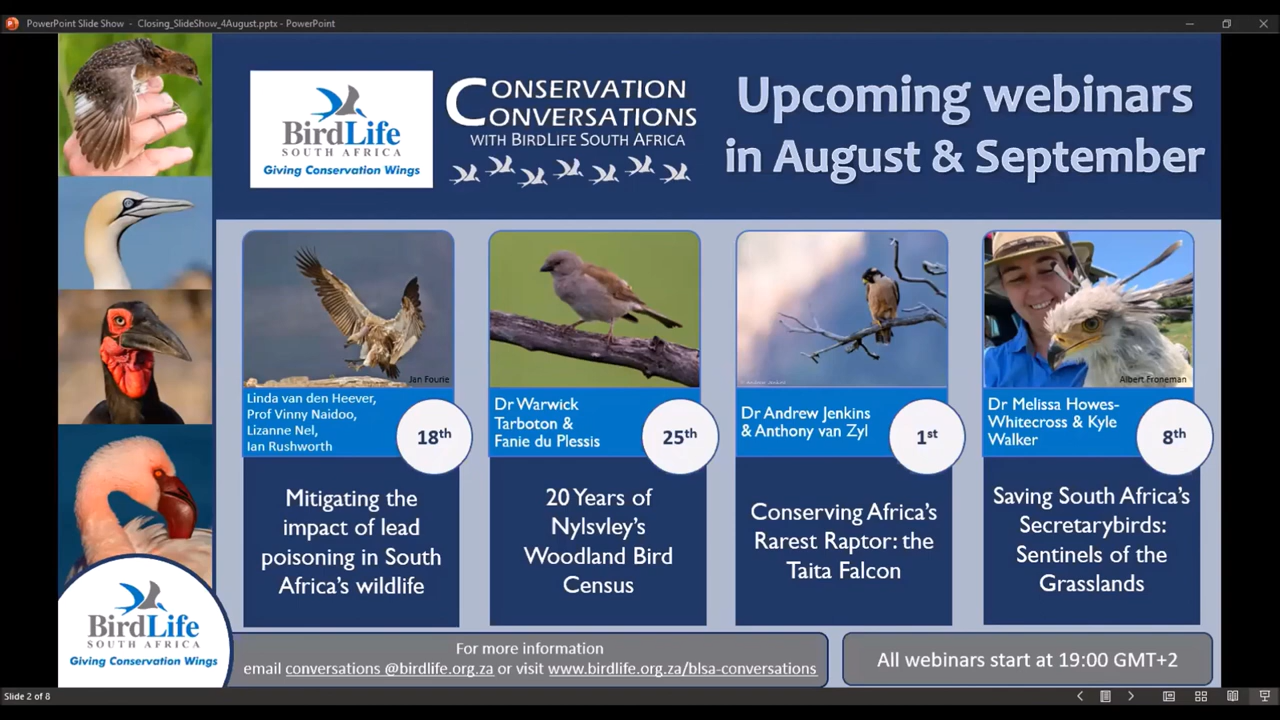 PowerPoint Slide Show - Closing_SlideShow_4August.pptx - PowerPoint
BirdLife
SOUTH AFRICA
Giving Conservation Wings
CONSERVATION
CONVERSATIONS
WITH BIRDLIFE SOUTH AFRICA
Upcoming webinars
in August & September
Jan Fourie
Linda van den Heever,
Prof Vinny Naidoo,
Lizanne Nel,
Ian Rushworth
18th
Mitigating the
impact of lead
poisoning in South
Africa's wildlife
Dr Warwick
Tarboton &
Fanie du Plessis
25th
20 Years of
Nylsvley's
Woodland Bird
Census
Dr Andrew Jenkins
& Anthony van Zyl
1st
Conserving Africa's
Rarest Raptor: the
Taita Falcon
Albert Froneman
Dr Melissa Howes-
Whitecross & Kyle
Walker
8th
Saving South Africa's
Secretarybirds:
Sentinels of the
Grasslands
BirdLife
SOUTH AFRICA
Giving Conservation Wings
For more information
email conversations @birdlife.org.za or visit www.birdlife.org.za/blsa-conversations
All webinars start at 19:00 GMT+2
Slide 2 of 8